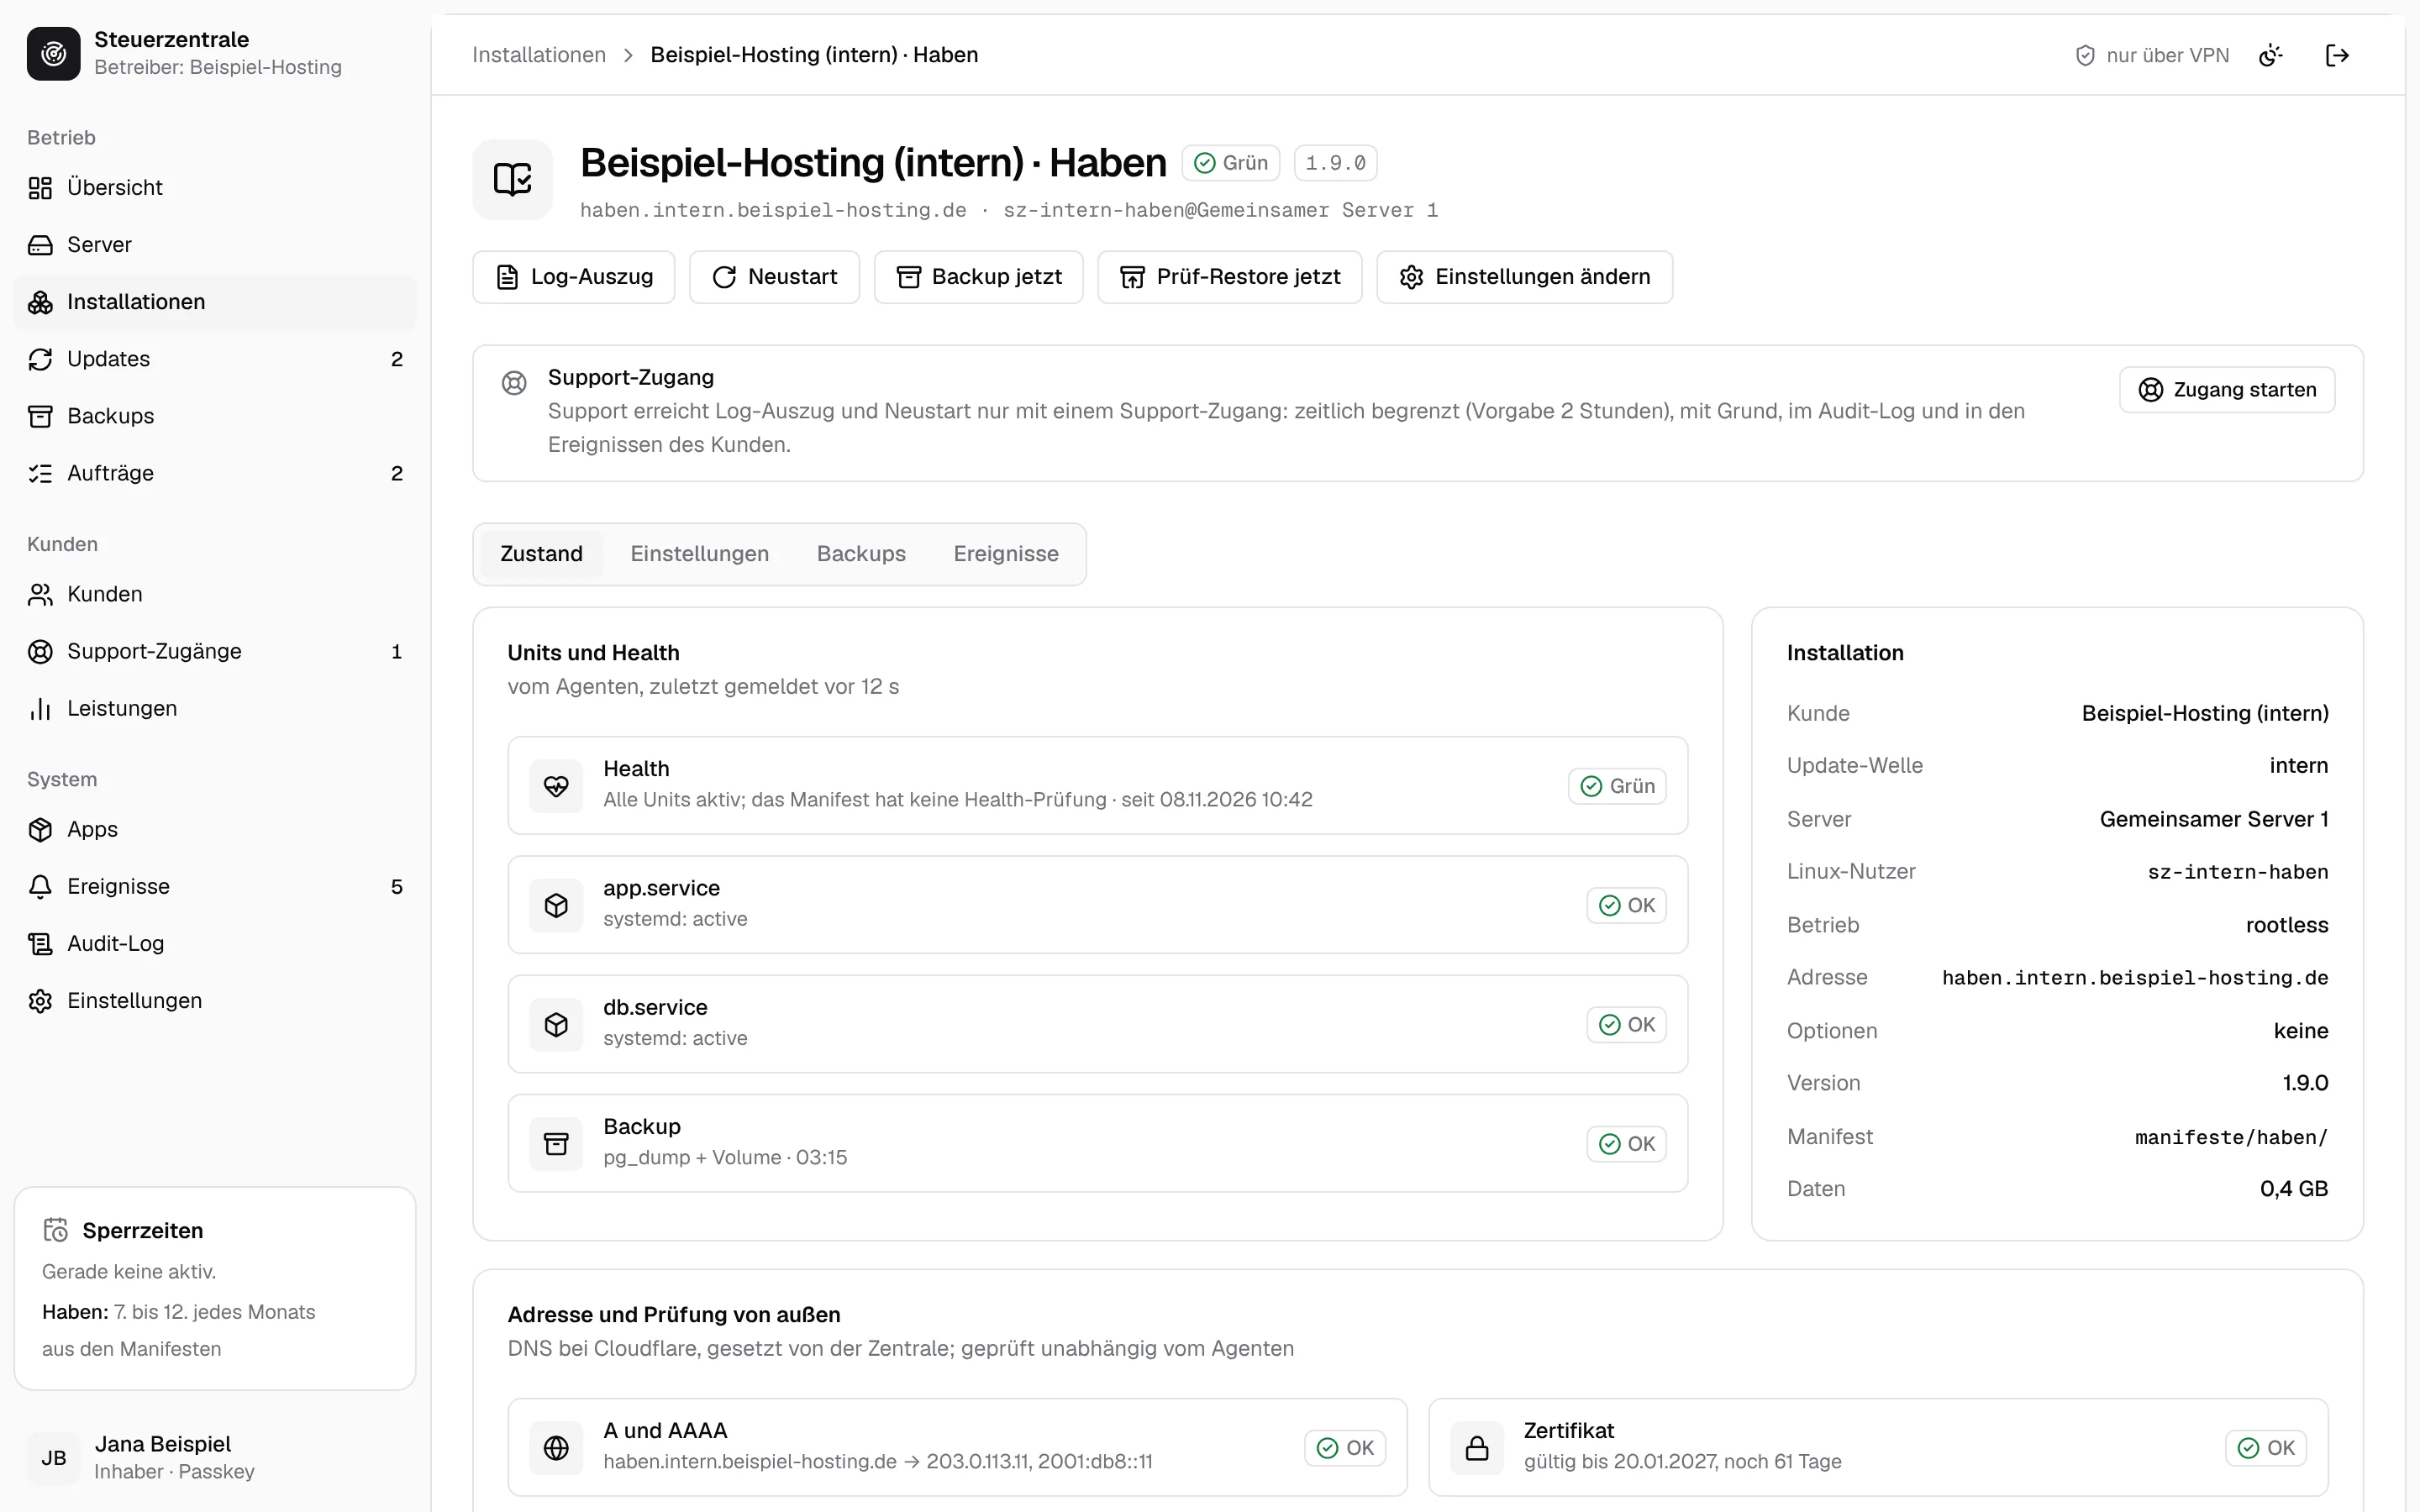 Steuerzentrale
Betreiber: Beispiel-Hosting
Betrieb
Übersicht
Server
Installationen
Updates 2
Backups
Aufträge 2
Kunden
Kunden
Support-Zugänge 1
Leistungen
System
Apps
Ereignisse 5
Audit-Log
Einstellungen
Sperrzeiten
Gerade keine aktiv.
Haben: 7. bis 12. jedes Monats
aus den Manifesten
JB
Jana Beispiel
Inhaber · Passkey
Installationen > Beispiel-Hosting (intern) · Haben
nur über VPN
Beispiel-Hosting (intern) · Haben Grün 1.9.0
haben.intern.beispiel-hosting.de · sz-intern-haben@Gemeinsamer Server 1
Log-Auszug Neustart Backup jetzt Prüf-Restore jetzt Einstellungen ändern
Support-Zugang
Support erreicht Log-Auszug und Neustart nur mit einem Support-Zugang: zeitlich begrenzt (Vorgabe 2 Stunden), mit Grund, im Audit-Log und in den
Ereignissen des Kunden.
Zugang starten
Zustand Einstellungen Backups Ereignisse
Units und Health
vom Agenten, zuletzt gemeldet vor 12 s
Health
Alle Units aktiv; das Manifest hat keine Health-Prüfung · seit 08.11.2026 10:42
Grün
app.service
systemd: active
OK
db.service
systemd: active
OK
Backup
pg_dump + Volume · 03:15
OK
Installation
Kunde Beispiel-Hosting (intern)
Update-Welle intern
Server Gemeinsamer Server 1
Linux-Nutzer sz-intern-haben
Betrieb rootless
Adresse haben.intern.beispiel-hosting.de
Optionen keine
Version 1.9.0
Manifest manifeste/haben/
Daten 0,4 GB
Adresse und Prüfung von außen
DNS bei Cloudflare, gesetzt von der Zentrale; geprüft unabhängig vom Agenten
A und AAAA
haben.intern.beispiel-hosting.de → 203.0.113.11, 2001:db8::11
OK
Zertifikat
gültig bis 20.01.2027, noch 61 Tage
OK